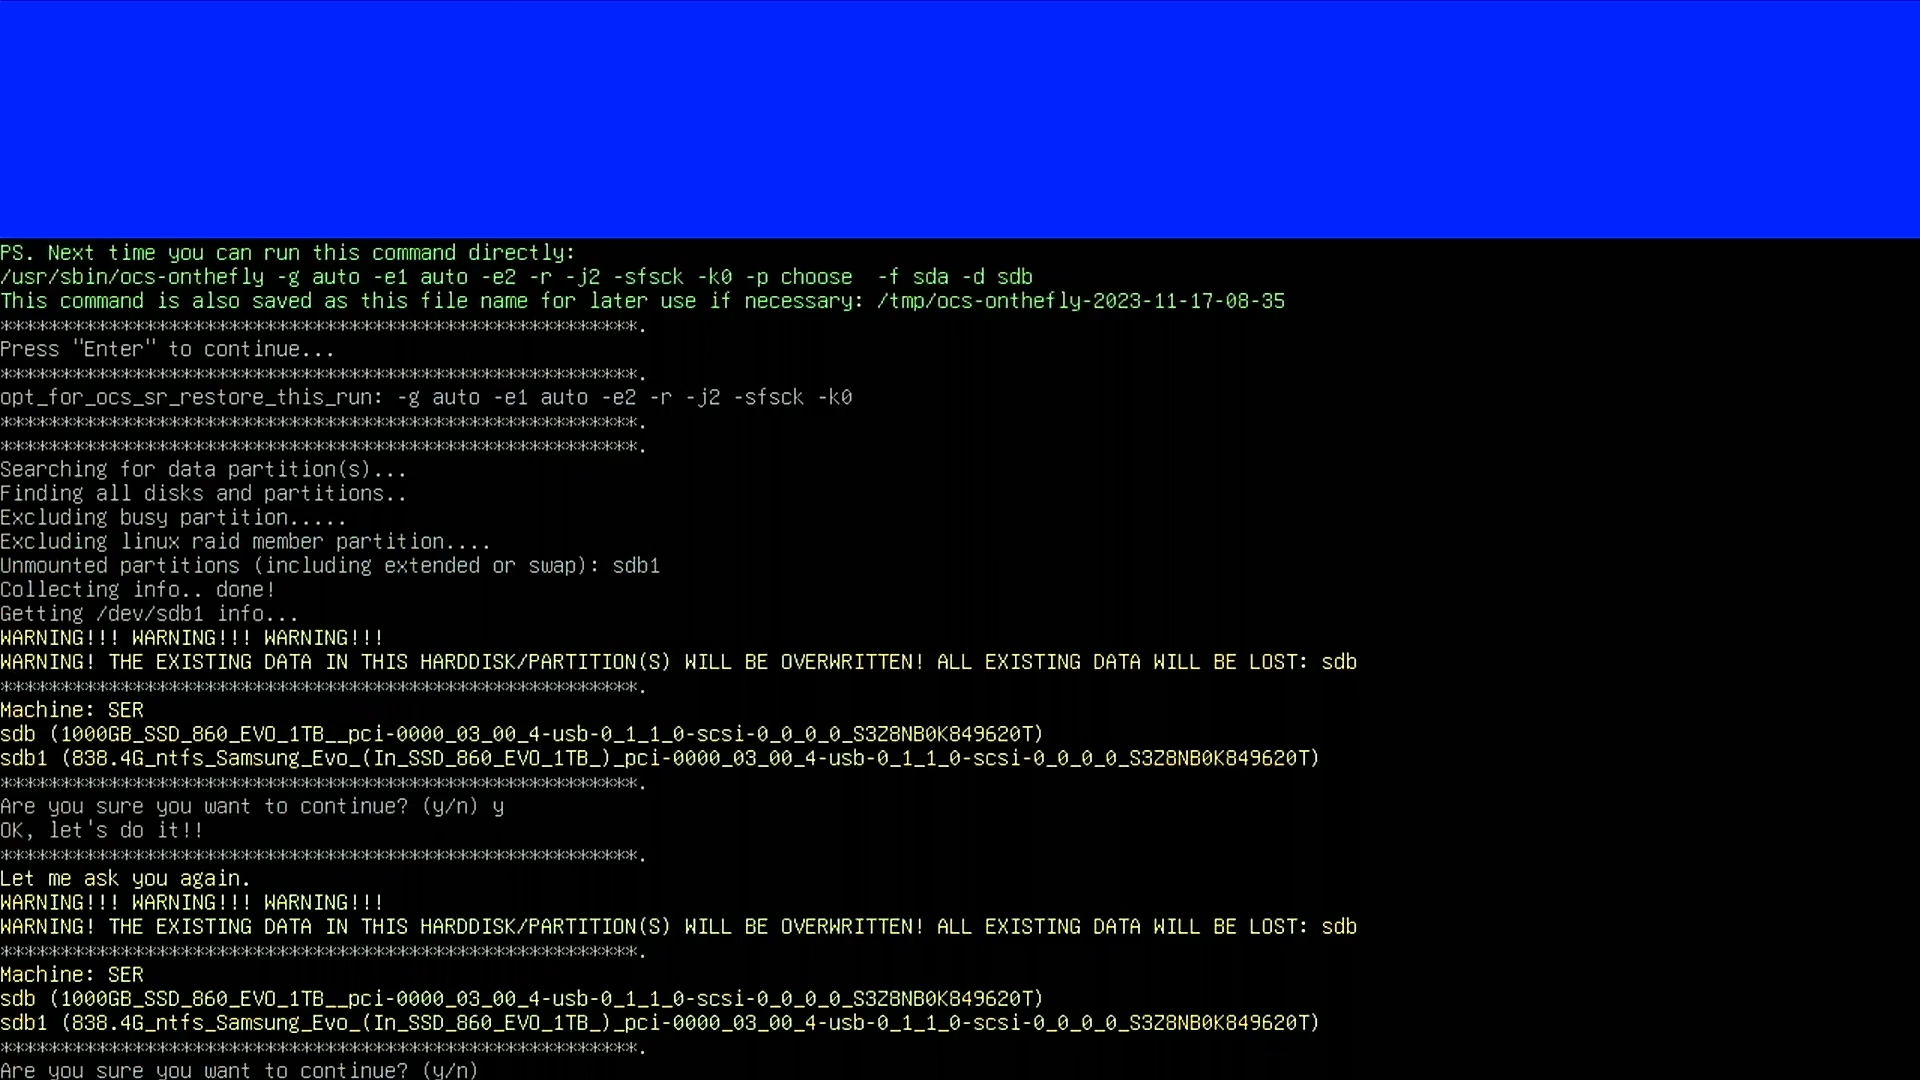 PS. Next time you can run this command directly:
/usr/sbin/ocs-onthefly -g auto -e1 auto -e2 -r -j2 -sfsck -k0 -p choose  -f sda -d sdb
This command is also saved as this file name for later use if necessary: /tmp/ocs-onthefly-2023-11-17-08-35
*****************************************************.
Press "Enter" to continue...
*****************************************************.
opt_for_ocs_sr_restore_this_run: -g auto -e1 auto -e2 -r -j2 -sfsck -k0
*****************************************************.
*****************************************************.
Searching for data partition(s)...
Finding all disks and partitions..
Excluding busy partition.....
Excluding linux raid member partition....
Unmounted partitions (including extended or swap): sdb1
Collecting info.. done!
Getting /dev/sdb1 info...
WARNING!!! WARNING!!! WARNING!!!
WARNING! THE EXISTING DATA IN THIS HARDDISK/PARTITION(S) WILL BE OVERWRITTEN! ALL EXISTING DATA WILL BE LOST: sdb
*****************************************************.
Machine: SER
sdb (1000GB_SSD_860_EVO_1TB__pci-0000_03_00_4-usb-0_1_1_0-scsi-0_0_0_0_S3Z8NB0K849620T)
sdb1 (838.4G_ntfs_Samsung_Evo_(In_SSD_860_EVO_1TB_)_pci-0000_03_00_4-usb-0_1_1_0-scsi-0_0_0_0_S3Z8NB0K849620T)
*****************************************************.
Are you sure you want to continue? (y/n) y
OK, let's do it!!
*****************************************************.
Let me ask you again.
WARNING!!! WARNING!!! WARNING!!!
WARNING! THE EXISTING DATA IN THIS HARDDISK/PARTITION(S) WILL BE OVERWRITTEN! ALL EXISTING DATA WILL BE LOST: sdb
*****************************************************.
Machine: SER
sdb (1000GB_SSD_860_EVO_1TB__pci-0000_03_00_4-usb-0_1_1_0-scsi-0_0_0_0_S3Z8NB0K849620T)
sdb1 (838.4G_ntfs_Samsung_Evo_(In_SSD_860_EVO_1TB_)_pci-0000_03_00_4-usb-0_1_1_0-scsi-0_0_0_0_S3Z8NB0K849620T)
*****************************************************.
Are you sure you want to continue? (y/n)